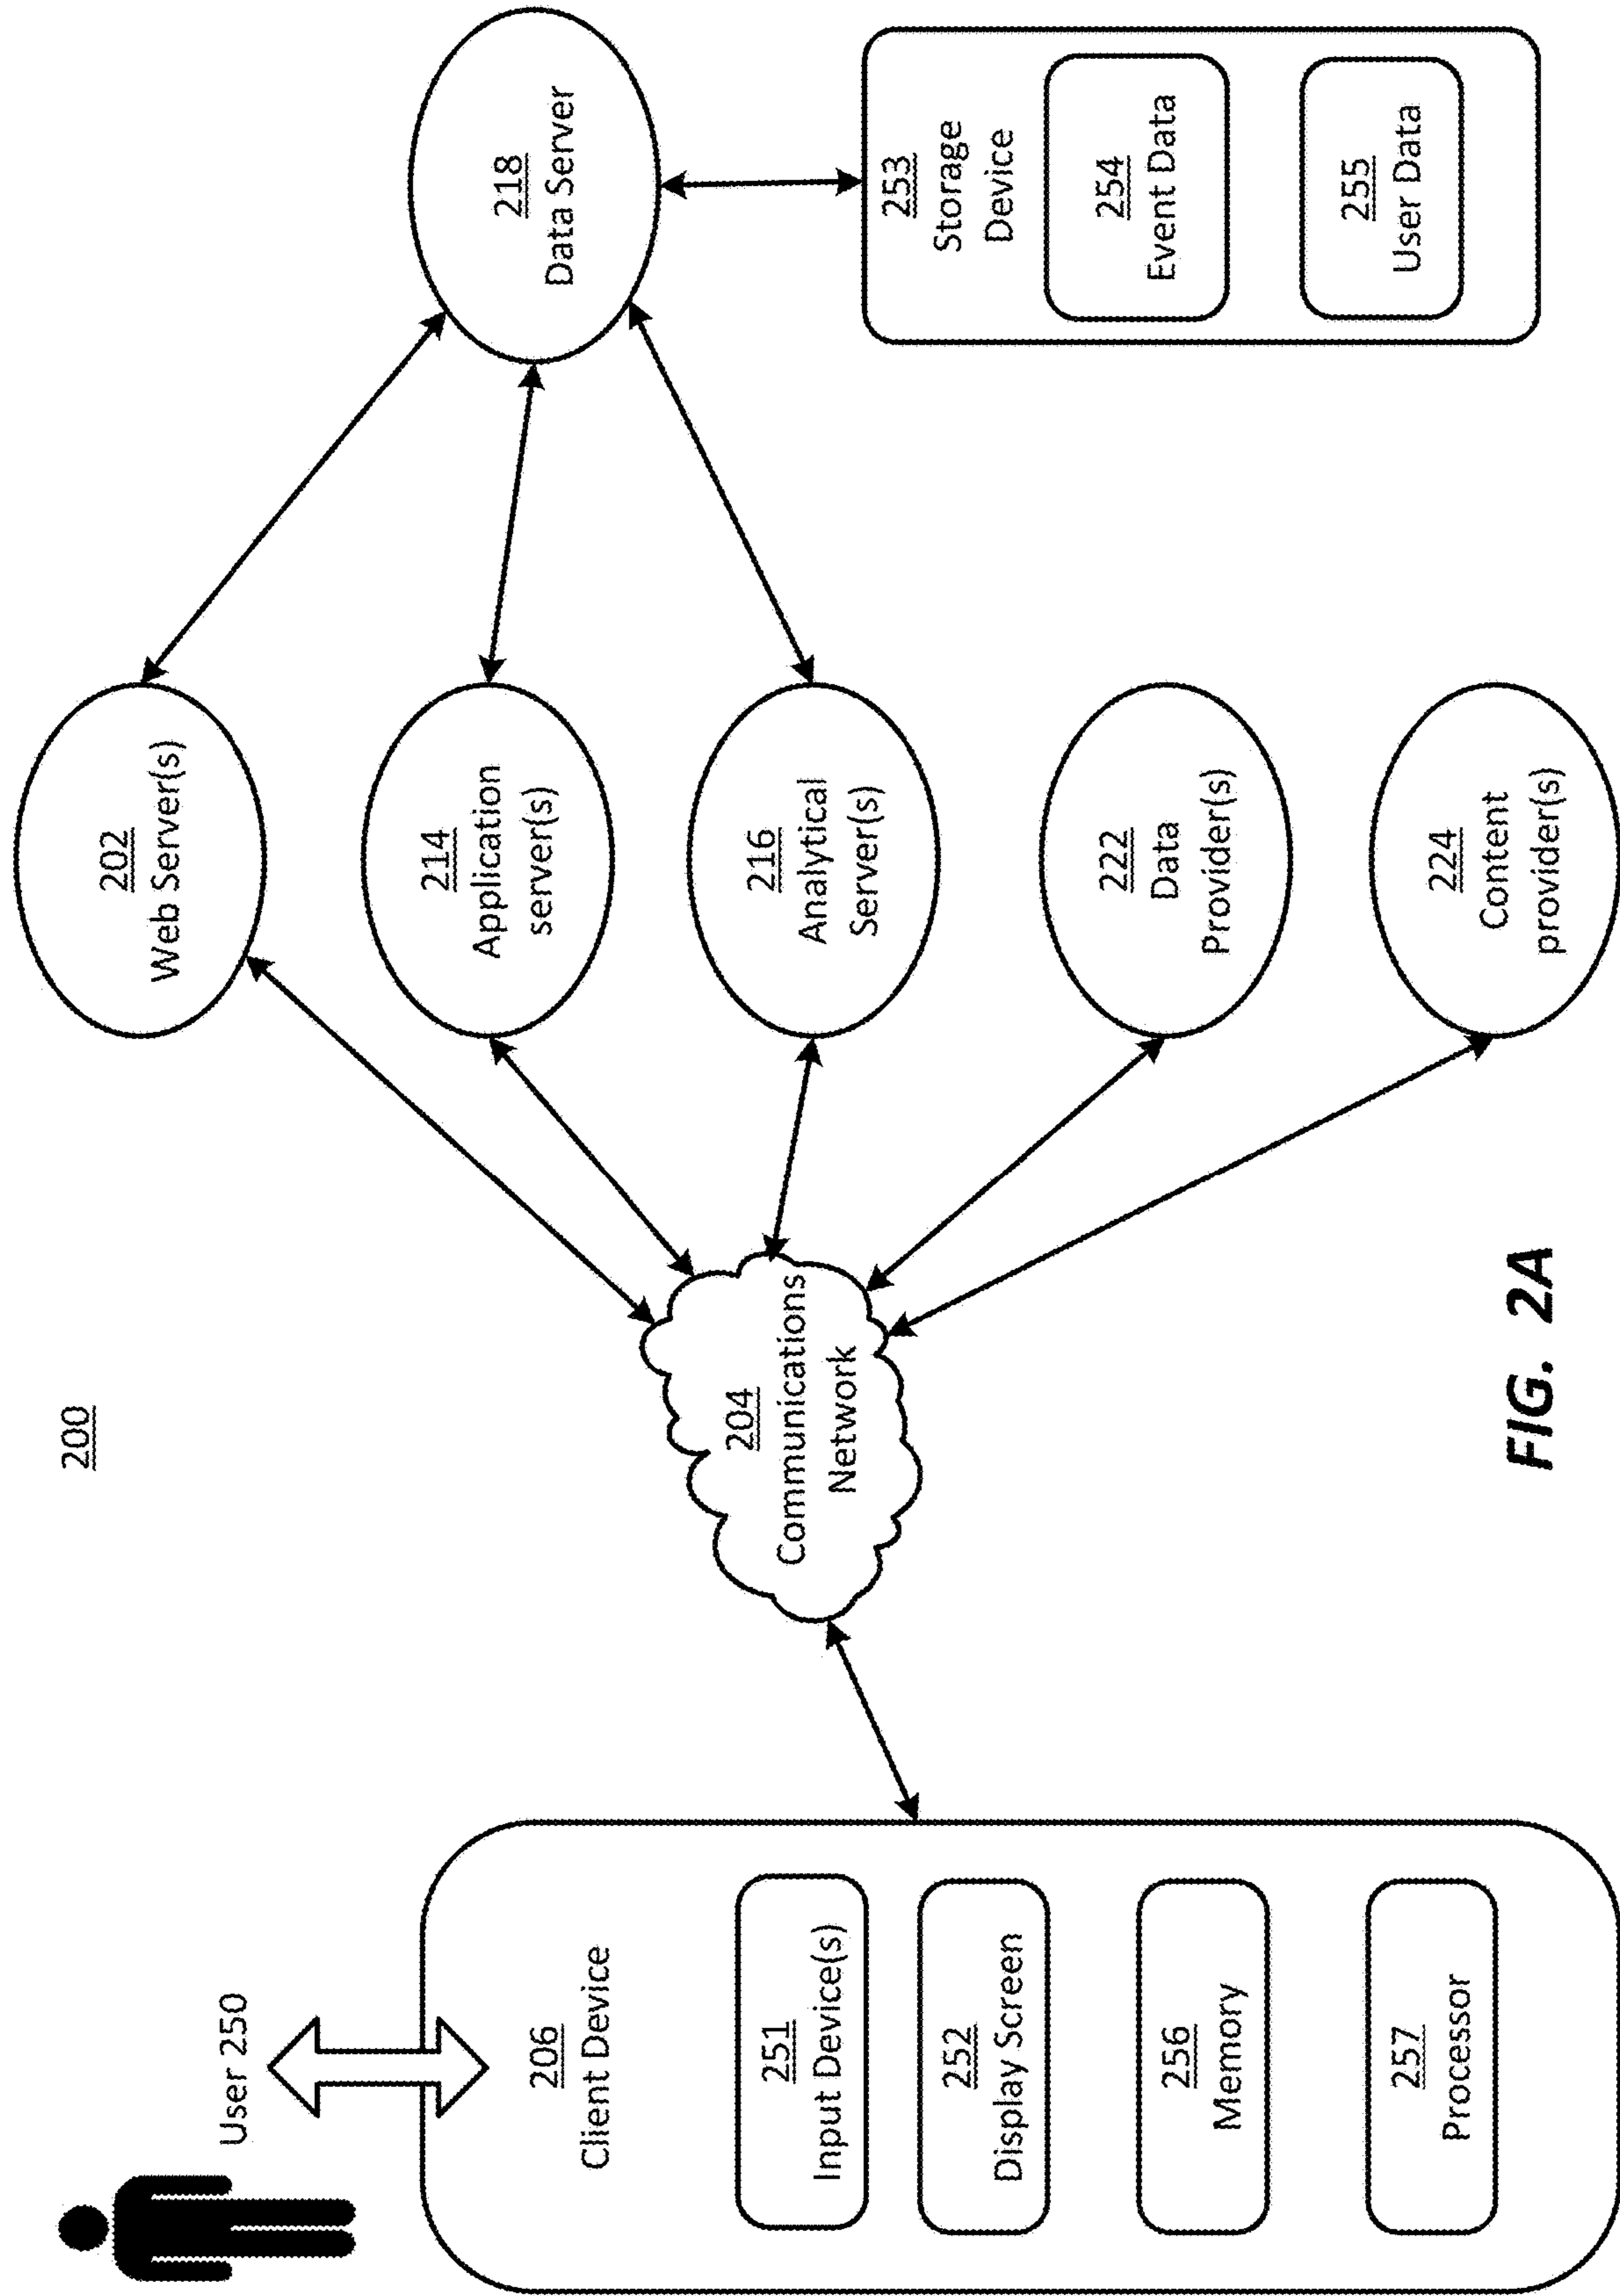 200
User 250
206
Client Device
251
Input Device(s)
252
Display Screen
256
Memory
257
Processor
204
Communications
Network
202
Web Server(s)
214
Application
server(s)
216
Analytical
Server(s)
222
Data
Provider(s)
224
Content
provider(s)
218
Data Server
253
Storage
Device
254
Event Data
255
User Data
FIG. 2A